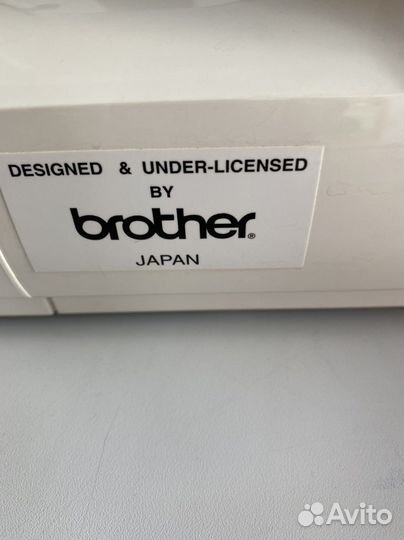 DESIGNED & UNDER-LICENSED
BY
brother®
JAPAN
Avito